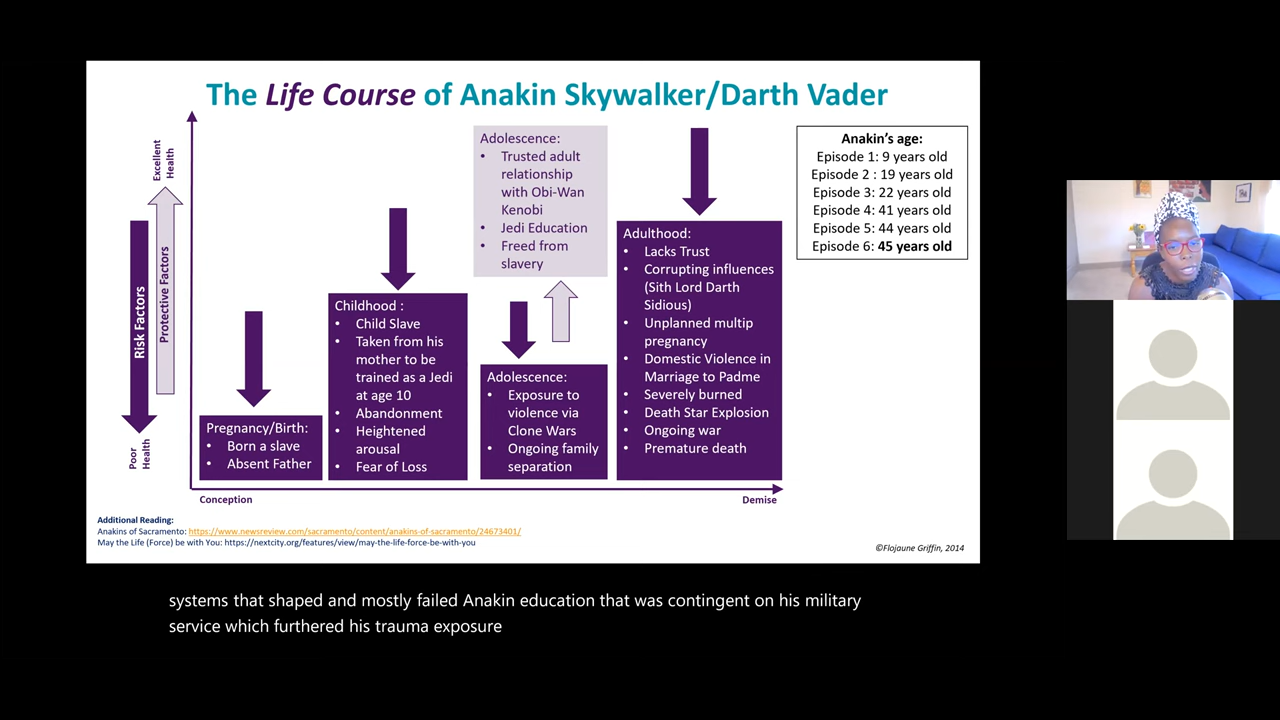 The Life Course of Anakin Skywalker/Darth Vader
Excellent
Health
Risk Factors
Protective Factors
Poor
Health
Pregnancy/Birth:
• Born a slave
• Absent Father
Childhood :
• Child Slave
• Taken from his
mother to be
trained as a Jedi
at age 10
• Abandonment
• Heightened
arousal
• Fear of Loss
Adolescence:
• Trusted adult
relationship
with Obi-Wan
Kenobi
• Jedi Education
• Freed from
slavery
Adolescence:
• Exposure to
violence via
Clone Wars
• Ongoing family
separation
Adulthood:
• Lacks Trust
• Corrupting influences
(Sith Lord Darth
Sidious)
• Unplanned multip
pregnancy
• Domestic Violence in
Marriage to Padme
• Severely burned
• Death Star Explosion
• Ongoing war
• Premature death
Anakin's age:
Episode 1: 9 years old
Episode 2 : 19 years old
Episode 3: 22 years old
Episode 4: 41 years old
Episode 5: 44 years old
Episode 6: 45 years old
Conception
Demise
Additional Reading:
Anakins of Sacramento: https://www.newsreview.com/sacramento/content/anakins-of-sacramento/24673401/
May the Life (Force) be with You: https://nextcity.org/features/view/may-the-life-force-be-with-you
©Flojaune Griffin, 2014
systems that shaped and mostly failed Anakin education that was contingent on his military
service which furthered his trauma exposure